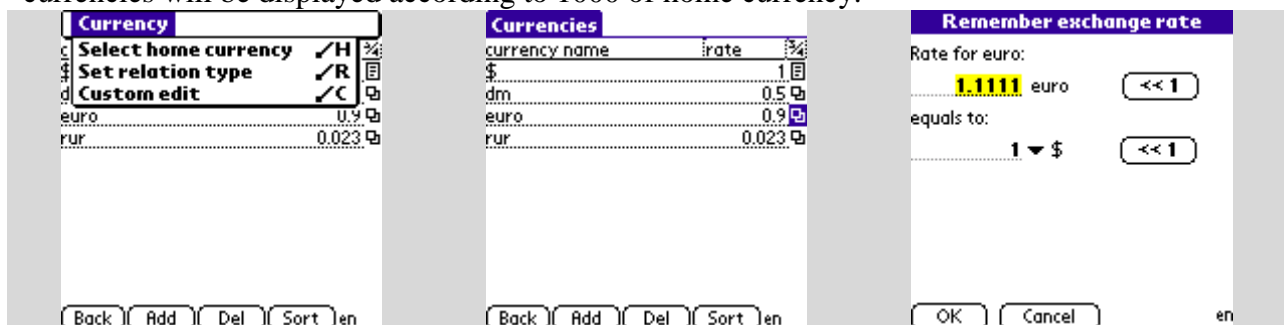 currencies will be displayed according to 1000 of home currency.
Currency
Select home currency /H
Set relation type /R
Custom edit /C
euro 0.9
rur 0.023
Back Add Del Sort en
Currencies
currency name rate
$ 1
dm 0.5
euro 0.9
rur 0.023
Back Add Del Sort en
Remember exchange rate
Rate for euro:
1.1111 euro << 1
equals to:
1 $ << 1
OK Cancel en